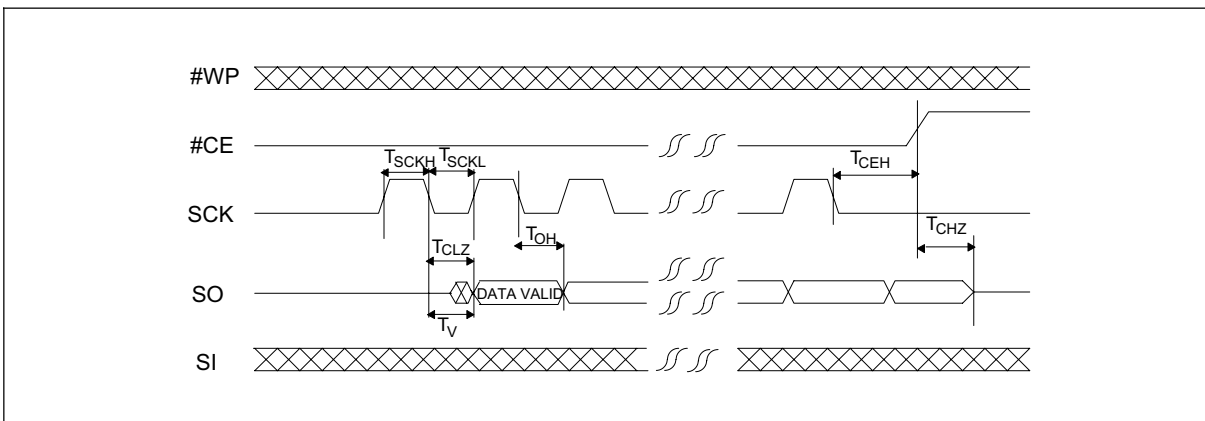 #WP
#CE
TSCKH TSCKL
TCEH
SCK
TCLZ
TOH
TCHZ
SO
DATA VALID
TV
SI